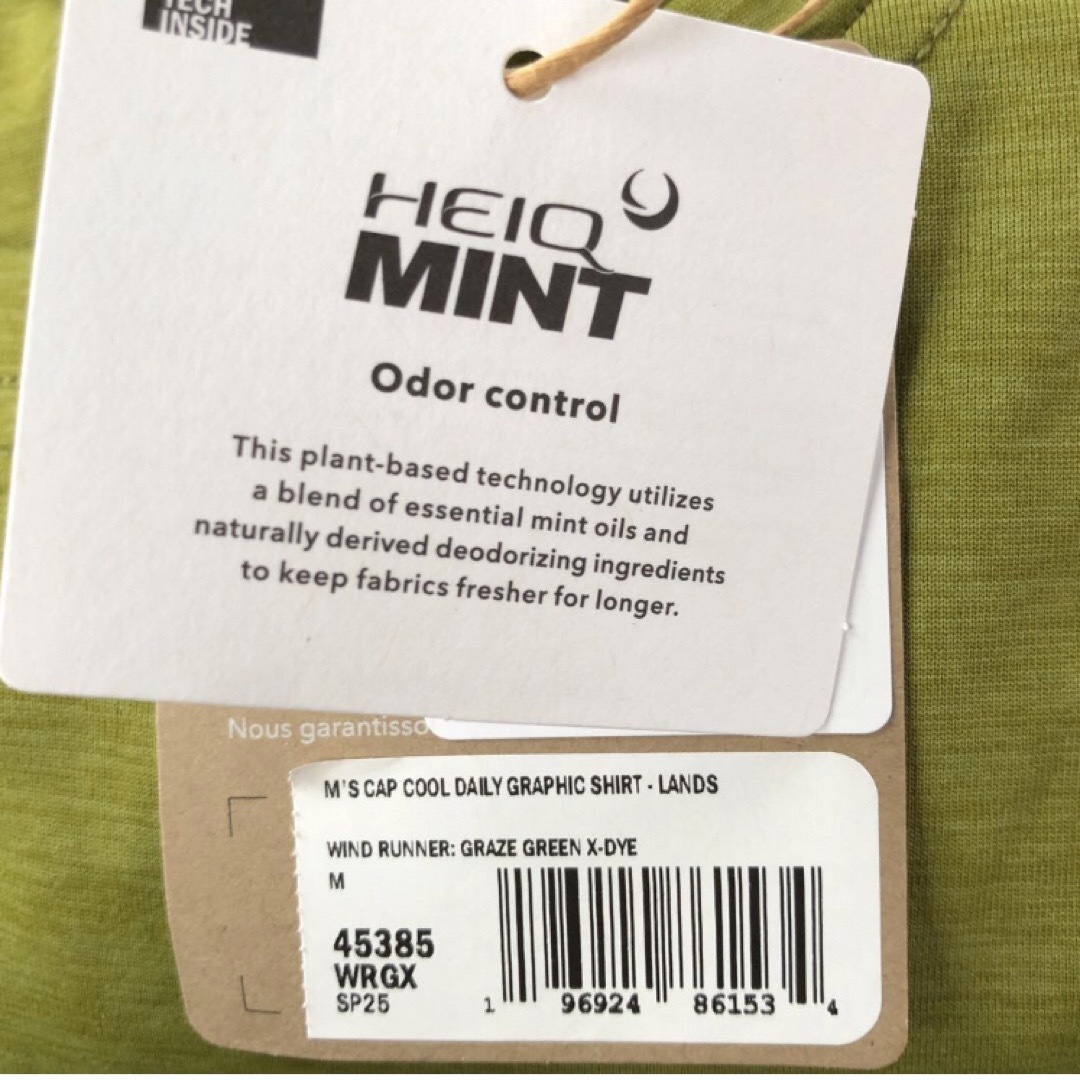 TECH
INSIDE
HEIQ
MINT
Odor control
This plant-based technology utilizes
a blend of essential mint oils and
naturally derived deodorizing ingredients
to keep fabrics fresher for longer.
Nous
M'S CAP COOL DAILY GRAPHIC SHIRT - LANDS
WIND RUNNER: GRAZE GREEN X-DYE
M
45385
WRGX
SP25
1 96924 86153 4